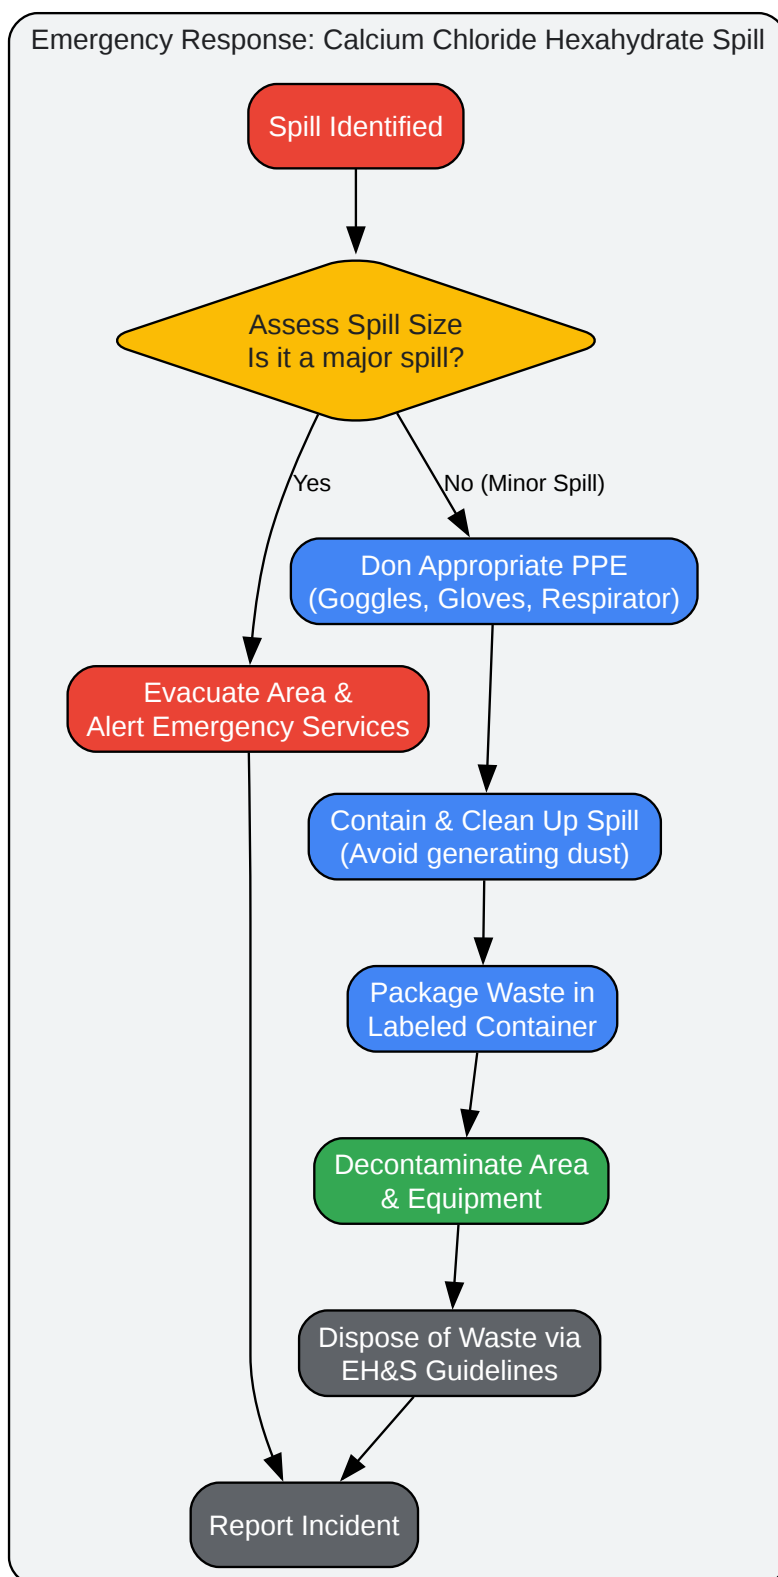 Emergency Response: Calcium Chloride Hexahydrate Spill
Spill Identified
Assess Spill Size
Is it a major spill?
Yes
No (Minor Spill)
Don Appropriate PPE
(Goggles, Gloves, Respirator)
Evacuate Area &
Alert Emergency Services
Contain & Clean Up Spill
(Avoid generating dust)
Package Waste in
Labeled Container
Decontaminate Area
& Equipment
Dispose of Waste via
EH&S Guidelines
Report Incident